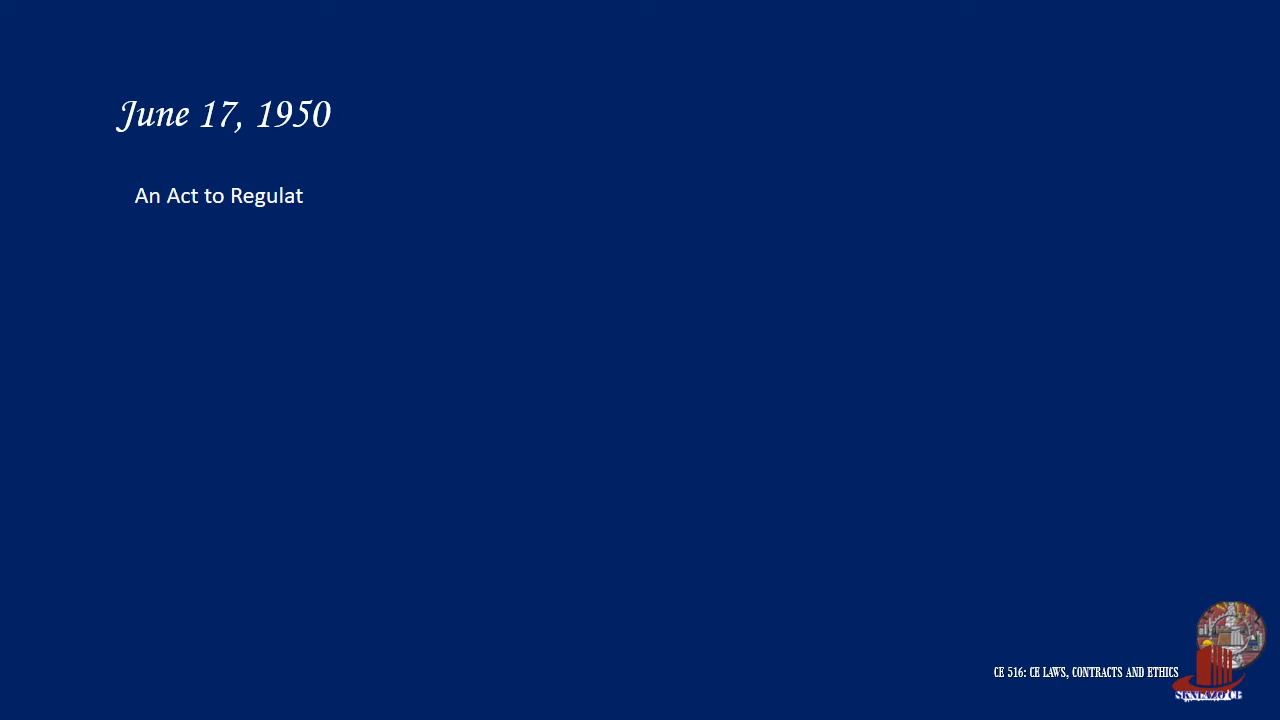 June 17, 1950
An Act to Regulat
CE 516: CE LAWS, CONTRACTS AND ETHICS